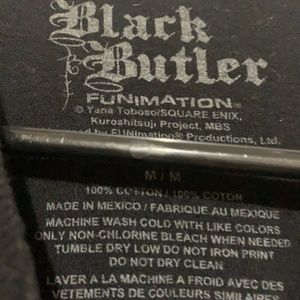 Black
Butler
FUNIMATION®
© Yana Toboso/SQUARE ENIX,
Kuroshitsuji Project, MBS
by FUNimation® Productions, Ltd.
M / M
100% COTTON / 100% COTON
MADE IN MEXICO / FABRIQUE AU MEXIQUE
MACHINE WASH COLD WITH LIKE COLORS
ONLY NON-CHLORINE BLEACH WHEN NEEDED
TUMBLE DRY LOW DO NOT IRON PRINT
DO NOT DRY CLEAN
LAVER A LA MACHINE A FROID AVEC DES
VETEMENTS DE COULEURS SIMILAIRES